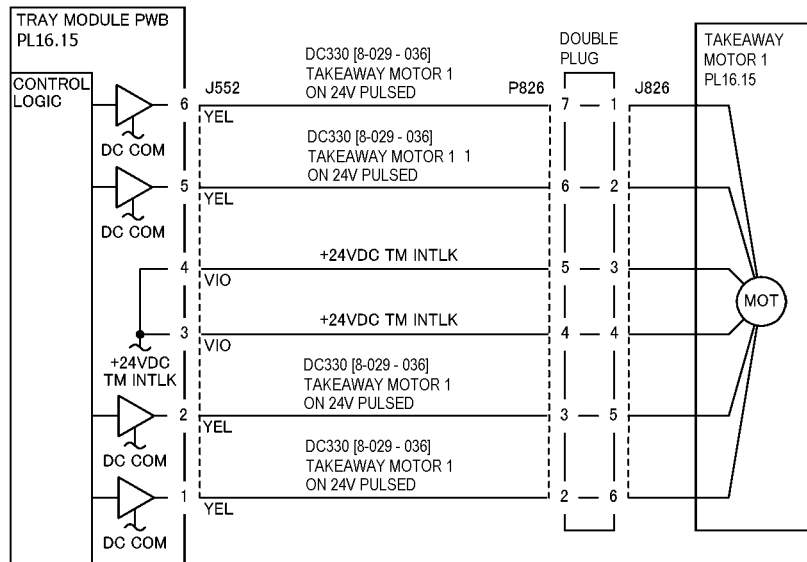 TRAY MODULE PWB
PL16.15
CONTROL
LOGIC
J552
DC330 [8-029 - 036]
TAKEAWAY MOTOR 1
ON 24V PULSED
P826
DOUBLE
PLUG
J826
TAKEAWAY
MOTOR 1
PL16.15
6
YEL
7
1
DC COM
DC330 [8-029 - 036]
TAKEAWAY MOTOR 1 1
ON 24V PULSED
5
YEL
6
2
DC COM
+24VDC TM INTLK
4
VIO
5
3
MOT
+24VDC TM INTLK
3
VIO
4
4
+24VDC
TM INTLK
DC330 [8-029 - 036]
TAKEAWAY MOTOR 1
ON 24V PULSED
2
YEL
3
5
DC COM
DC330 [8-029 - 036]
TAKEAWAY MOTOR 1
ON 24V PULSED
1
YEL
2
6
DC COM